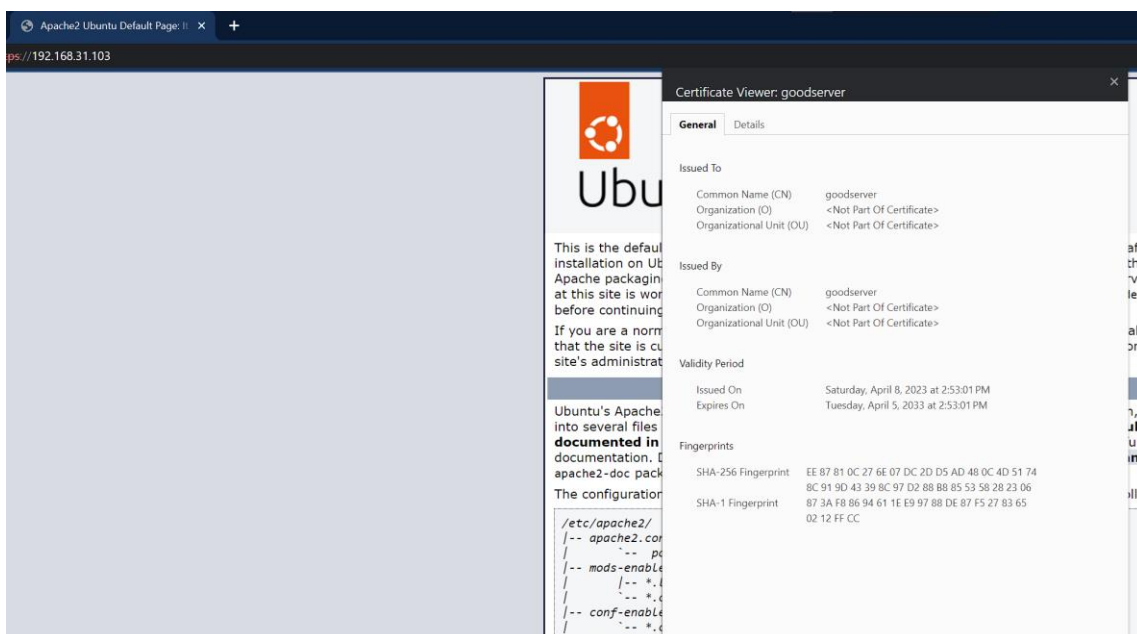 Apache2 Ubuntu Default Page: It
+
tps://192.168.31.103
Ubu
This is the defaul
installation on Ub
Apache packagin
at this site is wor
before continuing
If you are a norm
that the site is cu
site's administrat
Ubuntu's Apache
into several files
documented in
documentation. D
apache2-doc pack
The configuration
/etc/apache2/
|-- apache2.con
| `-- po
|-- mods-enable
| |-- *.l
| `-- *.c
|-- conf-enable
| `-- *.c
Certificate Viewer: goodserver
General Details
Issued To
Common Name (CN) goodserver
Organization (O) <Not Part Of Certificate>
Organizational Unit (OU) <Not Part Of Certificate>
Issued By
Common Name (CN) goodserver
Organization (O) <Not Part Of Certificate>
Organizational Unit (OU) <Not Part Of Certificate>
Validity Period
Issued On Saturday, April 8, 2023 at 2:53:01 PM
Expires On Tuesday, April 5, 2033 at 2:53:01 PM
Fingerprints
SHA-256 Fingerprint EE 87 81 0C 27 6E 07 DC 2D D5 AD 48 0C 4D 51 74
8C 91 9D 43 39 8C 97 D2 88 B8 85 53 58 28 23 06
SHA-1 Fingerprint 87 3A F8 86 94 61 1E E9 97 88 DE 87 F5 27 83 65
02 12 FF CC